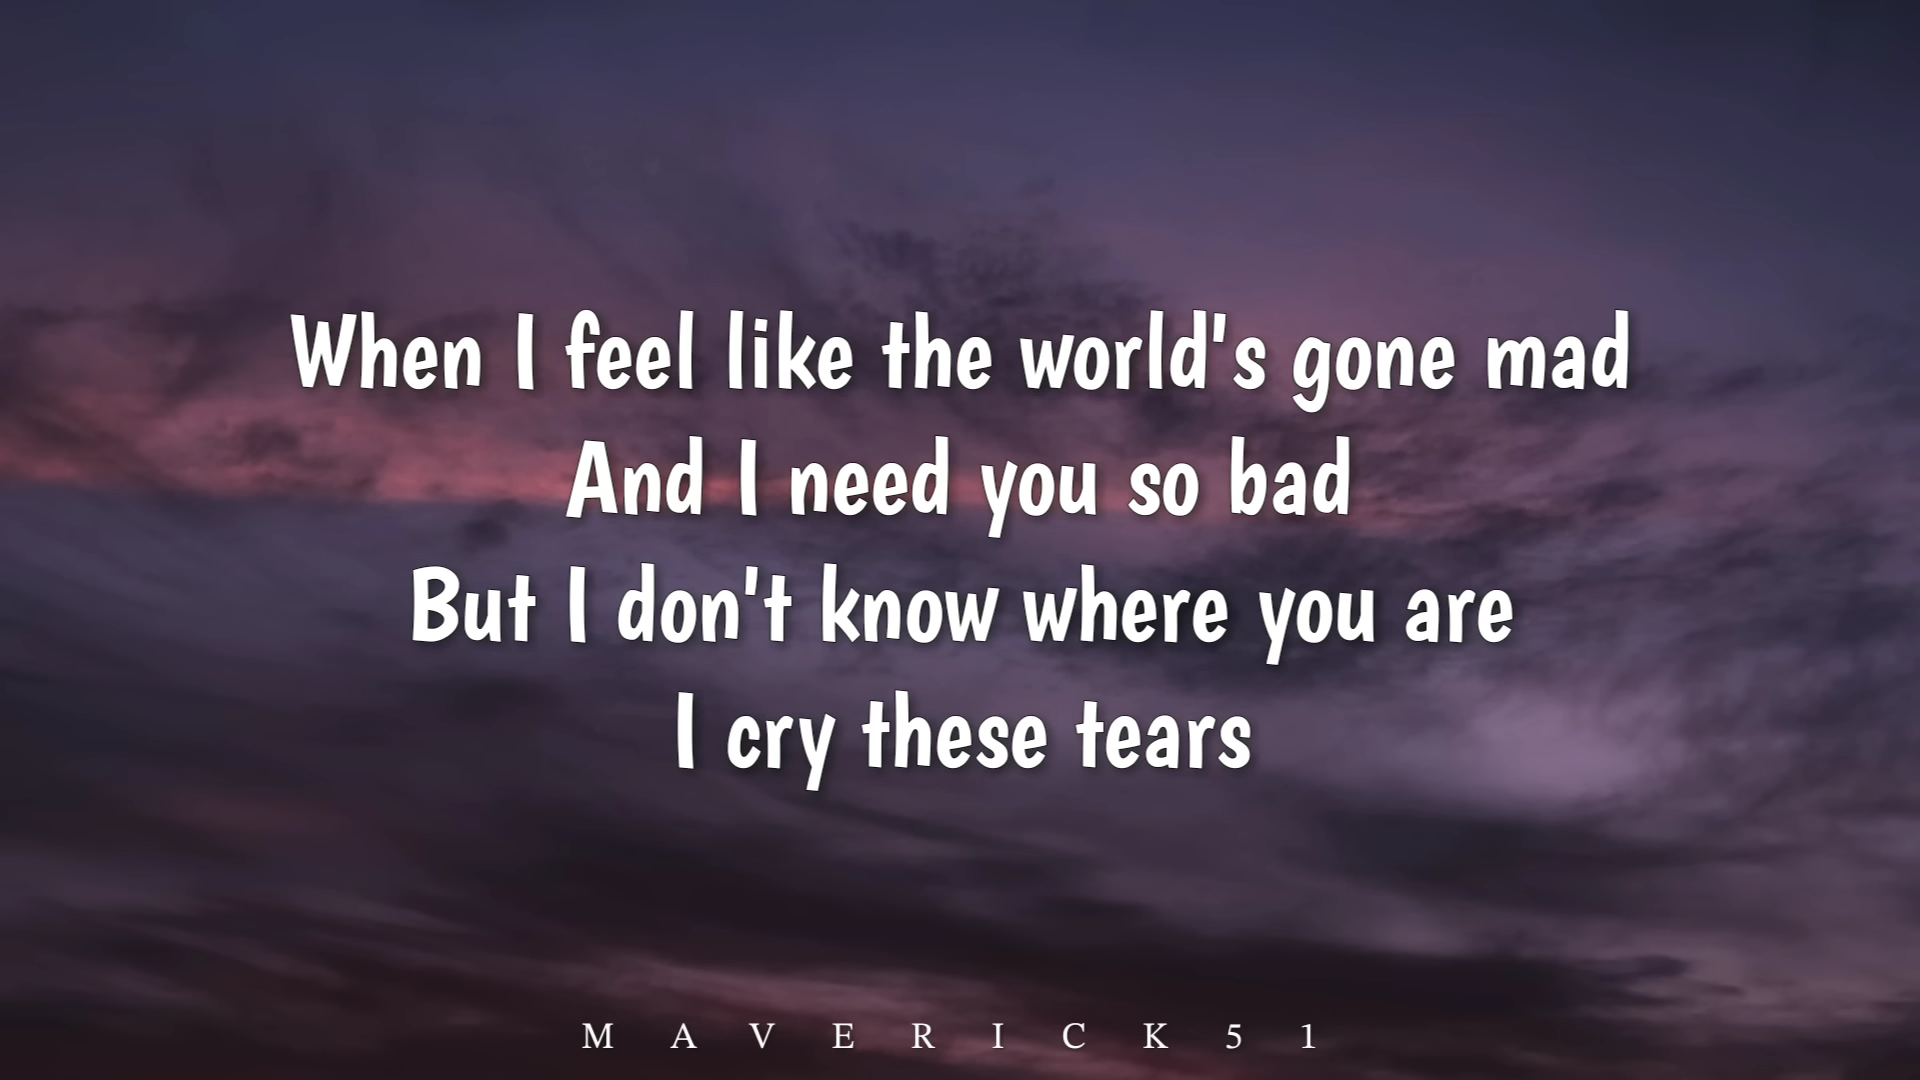 When I feel like the world's gone mad
And I need you so bad
But I don't know where you are
I cry these tears
MAVERICK51